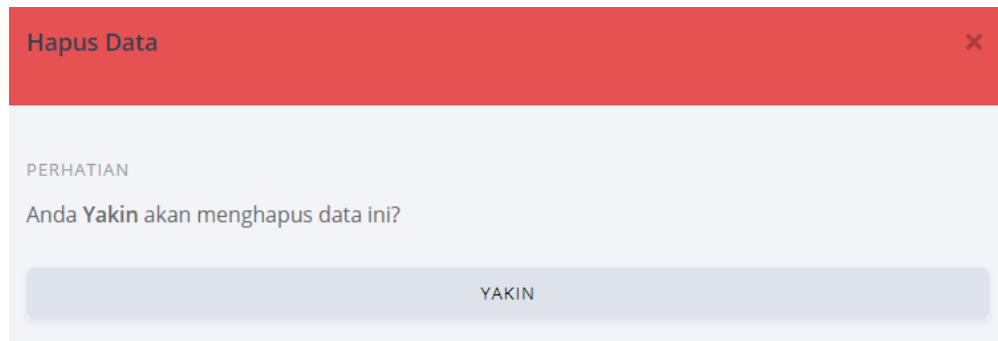 Hapus Data
PERHATIAN
Anda Yakin akan menghapus data ini?
YAKIN